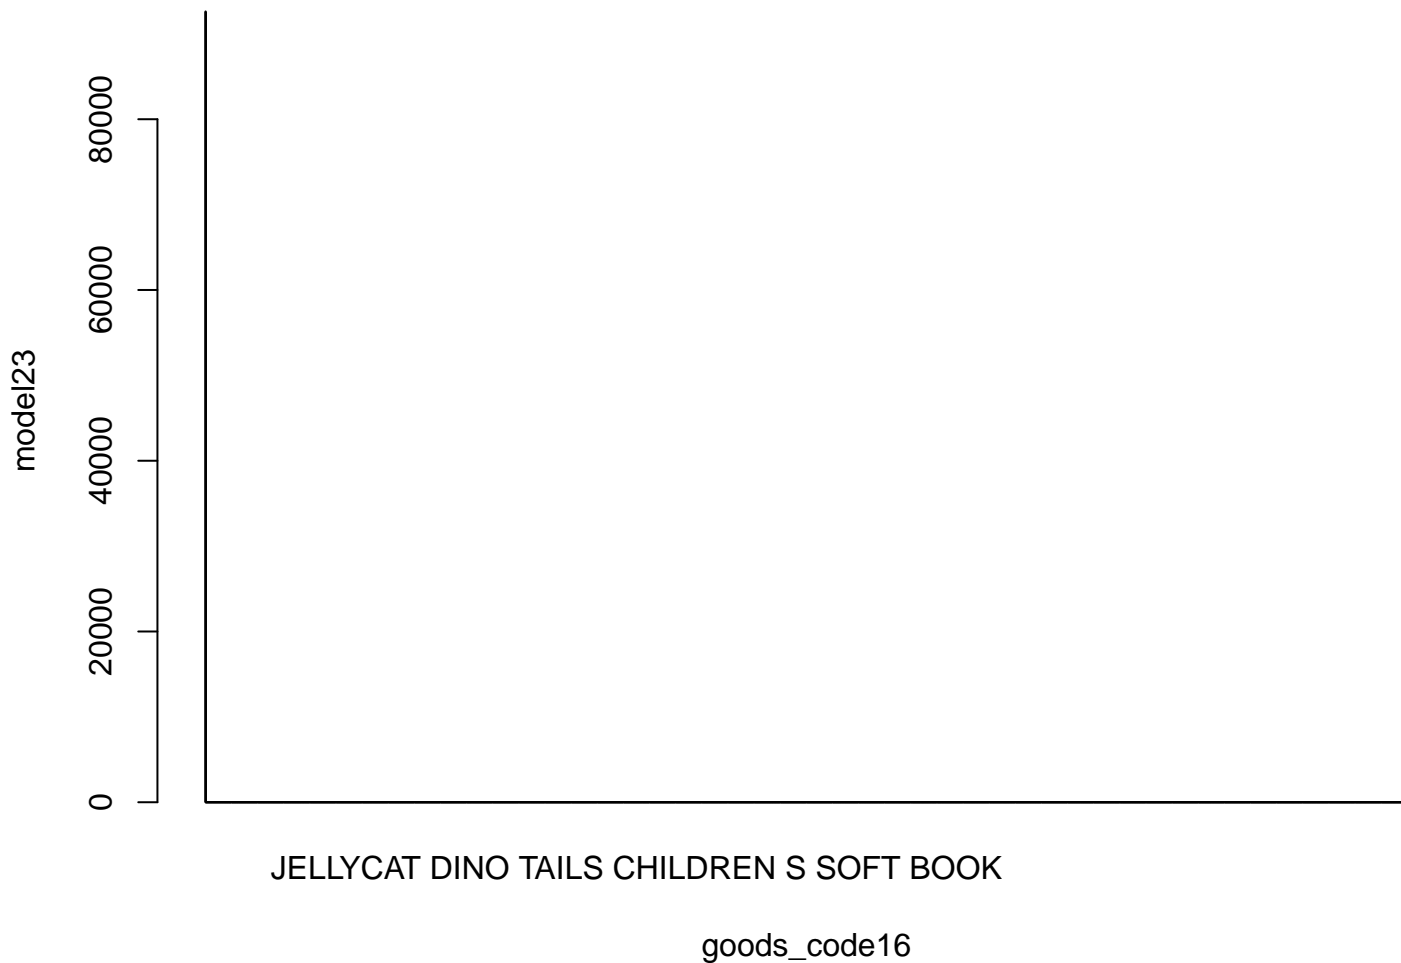 80000
60000
40000
20000
0
model23
JELLYCAT DINO TAILS CHILDREN S SOFT BOOK
goods_code16